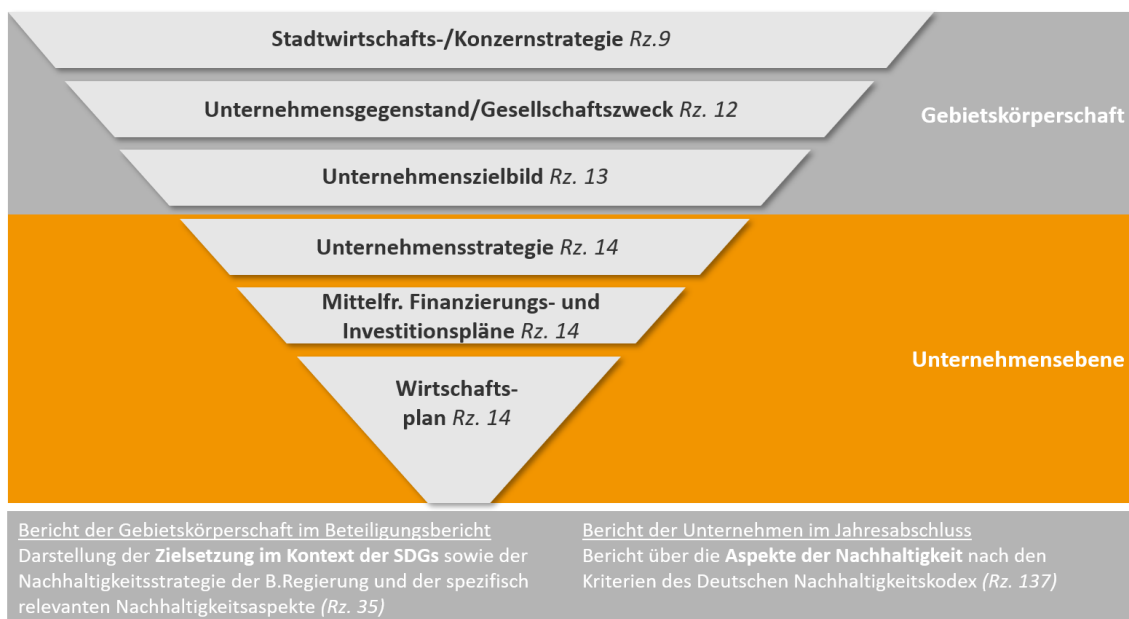 Stadtwirtschafts-/Konzernstrategie Rz.9
Unternehmensgegenstand/Gesellschaftszweck Rz. 12
Gebietskörperschaft
Unternehmenszielbild Rz. 13
Unternehmensstrategie Rz. 14
Mittelfr. Finanzierungs- und
Investitionspläne Rz. 14
Unternehmensebene
Wirtschafts-
plan Rz. 14
Bericht der Gebietskörperschaft im Beteiligungsbericht
Darstellung der Zielsetzung im Kontext der SDGs sowie der
Nachhaltigkeitsstrategie der B.Regierung und der spezifisch
relevanten Nachhaltigkeitsaspekte (Rz. 35)
Bericht der Unternehmen im Jahresabschluss
Bericht über die Aspekte der Nachhaltigkeit nach den
Kriterien des Deutschen Nachhaltigkeitskodex (Rz. 137)